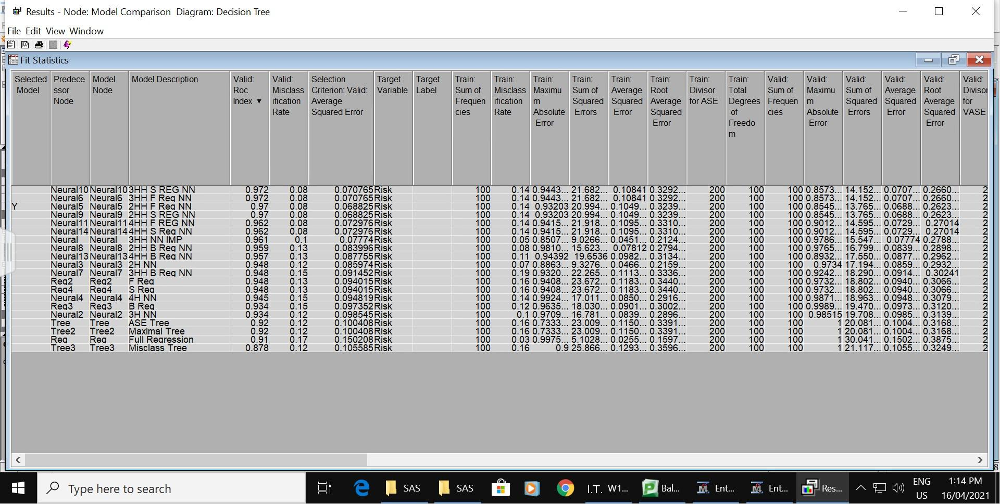 Results - Node: Model Comparison Diagram: Decision Tree
File Edit View Window
Fit Statistics
Selected Model | Predece ssor Node | Model Node | Model Description | Valid: Roc Index ▼ | Valid: Misclass ification Rate | Selection Criterion: Valid: Average Squared Error | Target Variable | Target Label | Train: Sum of Frequen cies | Train: Misclass ification Rate | Train: Maximu m Absolute Error | Train: Sum of Squared Errors | Train: Average Squared Error | Train: Root Average Squared Error | Train: Divisor for ASE | Train: Total Degrees of Freedo m | Valid: Sum of Frequen cies | Valid: Maximu m Absolute Error | Valid: Sum of Squared Errors | Valid: Average Squared Error | Valid: Root Average Squared Error | Valid: Divisor for VASE
Neural10 Neural10 3HH S REG NN 0.972 0.08 0.070765 Risk 100 0.14 0.9443... 21.682... 0.10841 0.3292... 200 100 100 0.8573... 14.152... 0.0707... 0.2660... 2
Neural6 Neural6 3HH F Reg NN 0.972 0.08 0.070765 Risk 100 0.14 0.9443... 21.682... 0.10841 0.3292... 200 100 100 0.8573... 14.152... 0.0707... 0.2660... 2
Y Neural5 Neural5 2HH F Reg NN 0.97 0.08 0.068825 Risk 100 0.14 0.93203 20.994... 0.1049... 0.3239... 200 100 100 0.8545... 13.765... 0.0688... 0.2623... 2
Neural9 Neural9 2HH S REG NN 0.97 0.08 0.068825 Risk 100 0.14 0.93203 20.994... 0.1049... 0.3239... 200 100 100 0.8545... 13.765... 0.0688... 0.2623... 2
Neural11 Neural11 4HH F REG NN 0.962 0.08 0.072976 Risk 100 0.14 0.9415... 21.918... 0.1095... 0.3310... 200 100 100 0.9012... 14.595... 0.0729... 0.27014 2
Neural14 Neural14 4HH S Reg NN 0.962 0.08 0.072976 Risk 100 0.14 0.9415... 21.918... 0.1095... 0.3310... 200 100 100 0.9012... 14.595... 0.0729... 0.27014 2
Neural Neural 3HH NN IMP 0.961 0.1 0.07774 Risk 100 0.05 0.8507... 9.0266... 0.0451... 0.2124... 200 100 100 0.9786... 15.547... 0.07774 0.2788... 2
Neural8 Neural8 2HH B Reg NN 0.959 0.13 0.083996 Risk 100 0.08 0.9810... 15.623... 0.07812 0.2794... 200 100 100 0.9765... 16.799... 0.0839... 0.2898... 2
Neural13 Neural13 4HH B Reg NN 0.957 0.13 0.087755 Risk 100 0.11 0.94392 19.6536 0.0982... 0.3134... 200 100 100 0.8932... 17.550... 0.0877... 0.2962... 2
Neural3 Neural3 2H NN 0.948 0.12 0.085974 Risk 100 0.07 0.8863... 9.3276... 0.0466... 0.2159... 200 100 100 0.9734 17.194... 0.0859... 0.2932... 2
Neural7 Neural7 3HH B Reg NN 0.948 0.15 0.091452 Risk 100 0.19 0.9320... 22.265... 0.1113... 0.3336... 200 100 100 0.9242... 18.290... 0.0914... 0.30241 2
Reg2 Reg2 F Reg 0.948 0.13 0.094015 Risk 100 0.16 0.9408... 23.672... 0.1183... 0.3440... 200 100 100 0.9732... 18.802... 0.0940... 0.3066... 2
Reg4 Reg4 S Reg 0.948 0.13 0.094015 Risk 100 0.16 0.9408... 23.672... 0.1183... 0.3440... 200 100 100 0.9732... 18.802... 0.0940... 0.3066... 2
Neural4 Neural4 4H NN 0.945 0.15 0.094819 Risk 100 0.14 0.9924... 17.011... 0.0850... 0.2916... 200 100 100 0.9871... 18.963... 0.0948... 0.3079... 2
Reg3 Reg3 B Reg 0.934 0.15 0.097352 Risk 100 0.12 0.9635... 18.030... 0.0901... 0.3002... 200 100 100 0.9989... 19.470... 0.0973... 0.3120... 2
Neural2 Neural2 3H NN 0.934 0.12 0.098545 Risk 100 0.1 0.9709... 16.781... 0.0839... 0.2896... 200 100 100 0.98515 19.708... 0.0985... 0.3139... 2
Tree Tree ASE Tree 0.92 0.12 0.100408 Risk 100 0.16 0.7333... 23.009... 0.1150... 0.3391... 200 100 100 1 20.081... 0.1004... 0.3168... 2
Tree2 Tree2 Maximal Tree 0.92 0.12 0.100408 Risk 100 0.16 0.7333... 23.009... 0.1150... 0.3391... 200 100 100 1 20.081... 0.1004... 0.3168... 2
Reg Reg Full Regression 0.91 0.17 0.150208 Risk 100 0.03 0.9975... 5.1028... 0.0255... 0.1597... 200 100 100 1 30.041... 0.1502... 0.3875... 2
Tree3 Tree3 Misclass Tree 0.878 0.12 0.105585 Risk 100 0.16 0.9 25.866... 0.1293... 0.3596... 200 100 100 1 21.117... 0.1055... 0.3249... 2
Type here to search
SAS
SAS
I.T. W1...
Bal...
Ent...
Ent...
Res...
ENG
US
1:14 PM
16/04/2021